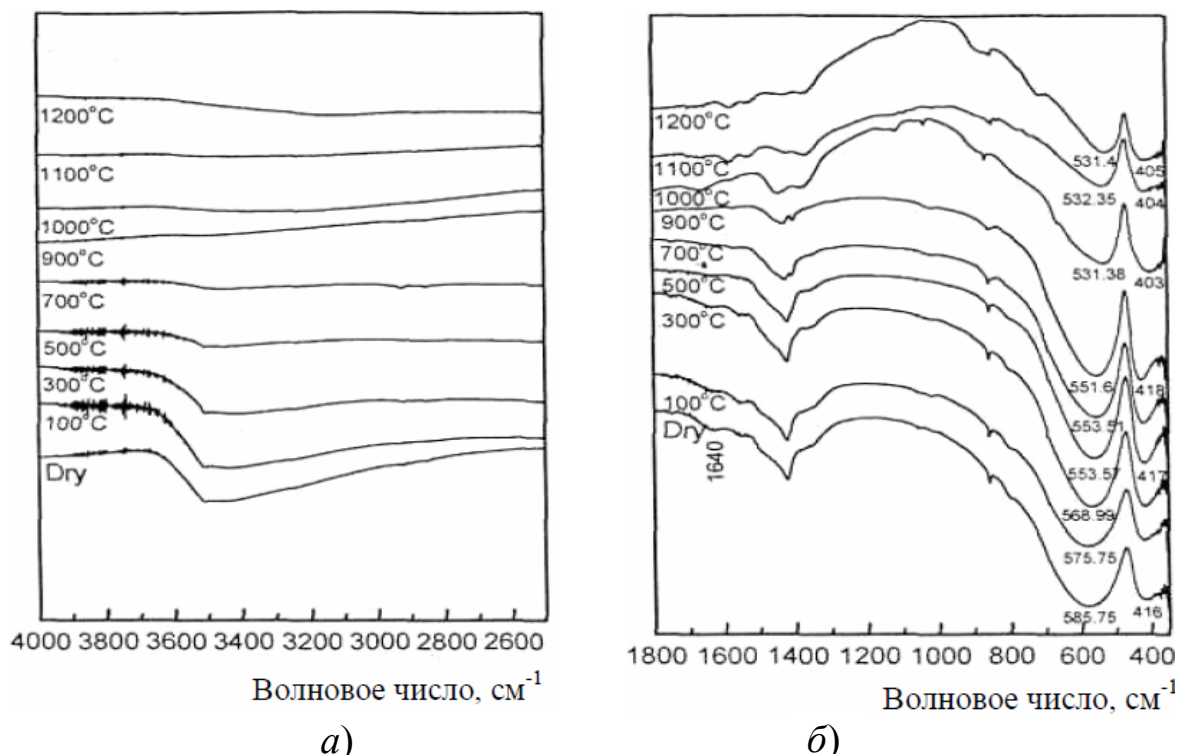 1200°C
1100°C
1000°C
900°C
700°C
500°C
300°C
100°C
Dry
4000 3800 3600 3400 3200 3000 2800 2600
Волновое число, см-1
а)
1200°C
1100°C
1000°C
900°C
700°C
500°C
300°C
100°C
Dry
1640
531.4 405
532.35 404
531.38 403
551.6 418
553.51
553.57 417
568.99
575.75
585.75 416
1800 1600 1400 1200 1000 800 600 400
Волновое число, см-1
б)